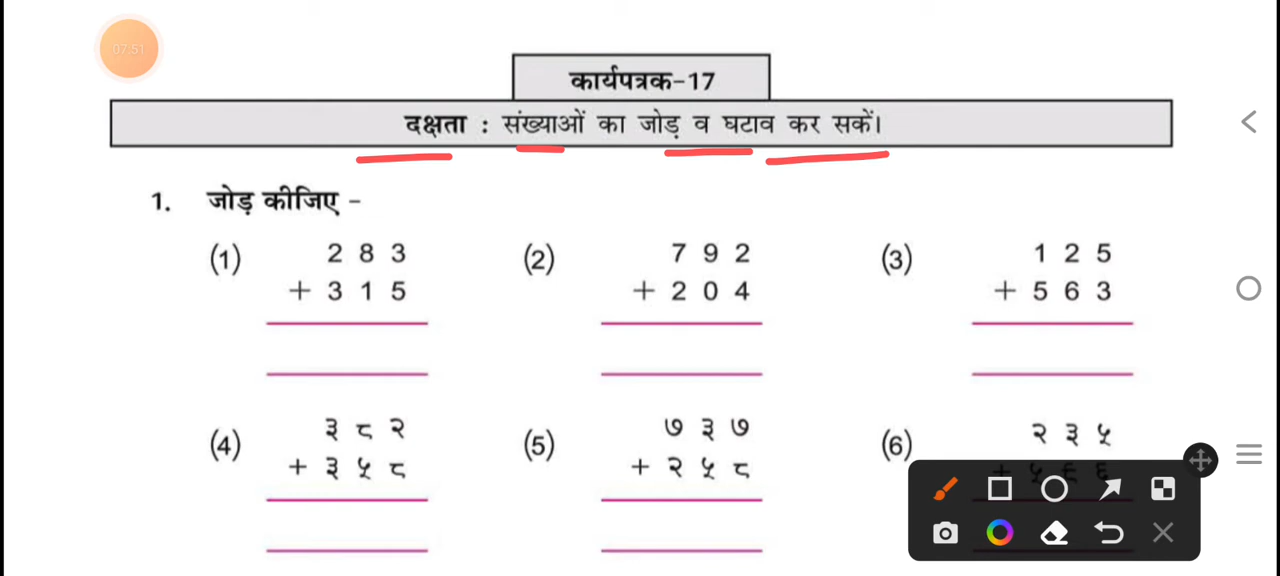 07:51
कार्यपत्रक-17
दक्षता : संख्याओं का जोड़ व घटाव कर सकें।
1. जोड़ कीजिए -
(1) 2 8 3 (2) 7 9 2 (3) 1 2 5
+ 3 1 5 + 2 0 4 + 5 6 3
(4) ३ ८ २ (5) ७ ३ ७ (6) २ ३ ५
+ ३ ५ ८ + २ ५ ८ +